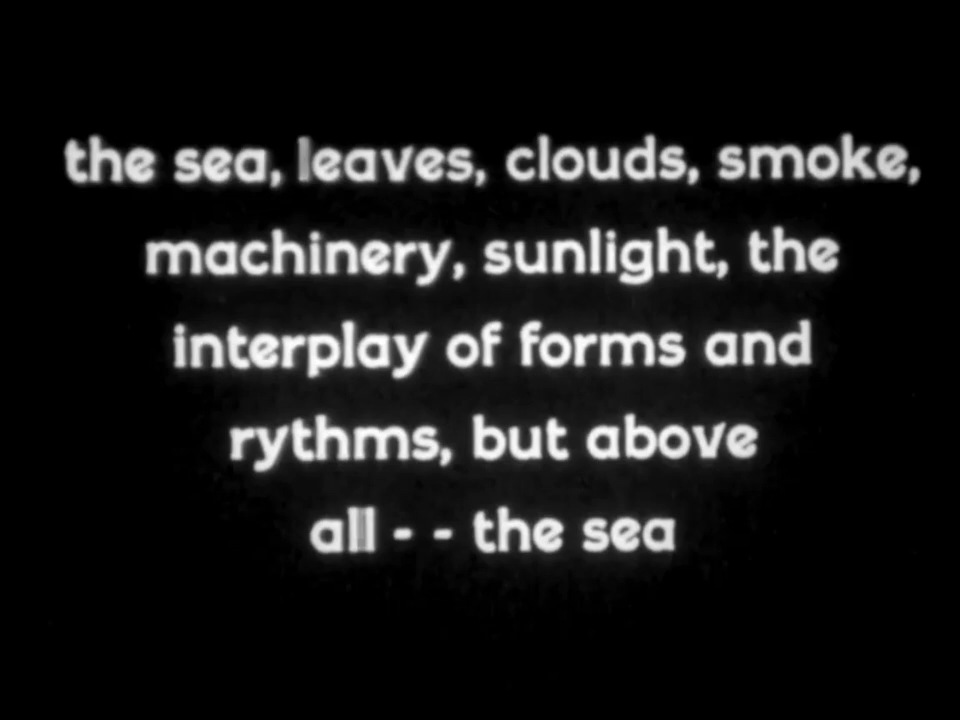 the sea, leaves, clouds, smoke,
machinery, sunlight, the
interplay of forms and
rythms, but above
all - - the sea